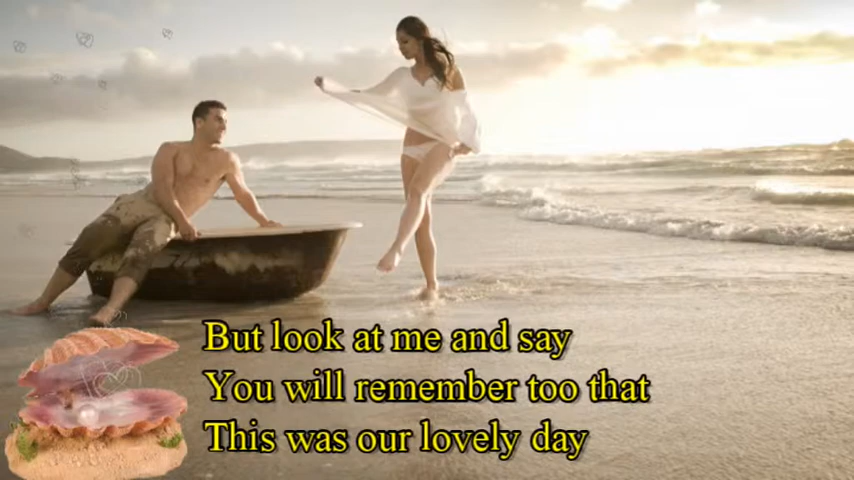 But look at me and say
You will remember too that
This was our lovely day